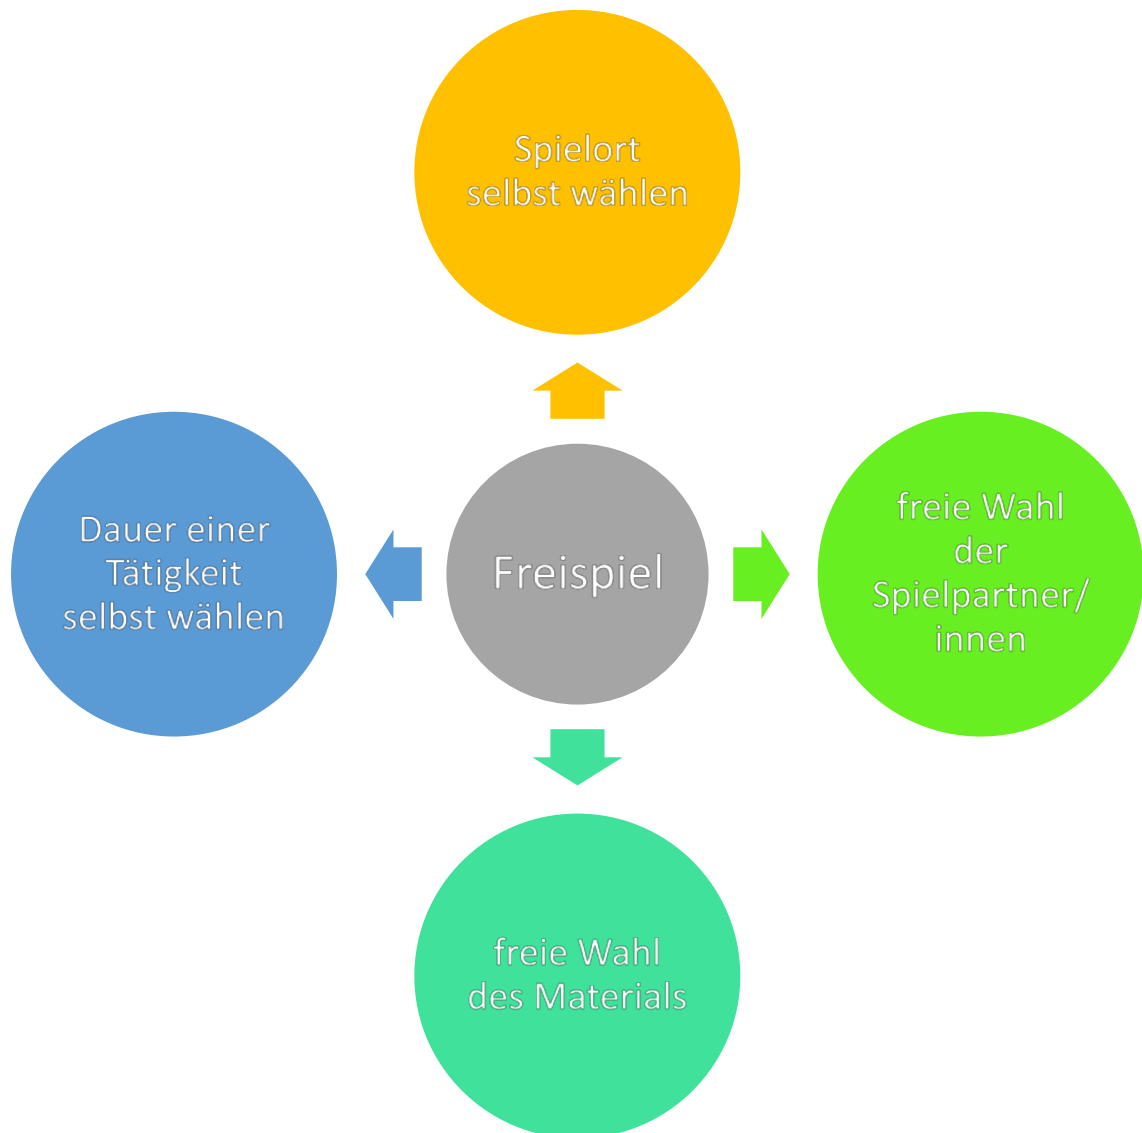 Spielort
selbst wählen
Dauer einer
Tätigkeit
selbst wählen
Freispiel
freie Wahl
der
Spielpartner/
innen
freie Wahl
des Materials